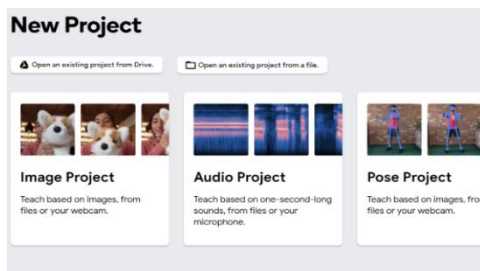 New Project
Open an existing project from Drive.
Open an existing project from a file.
Image Project
Teach based on images, from
files or your webcam.
Audio Project
Teach based on one-second-long
sounds, from files or your
microphone.
Pose Project
Teach based on images, fro
files or your webcam.